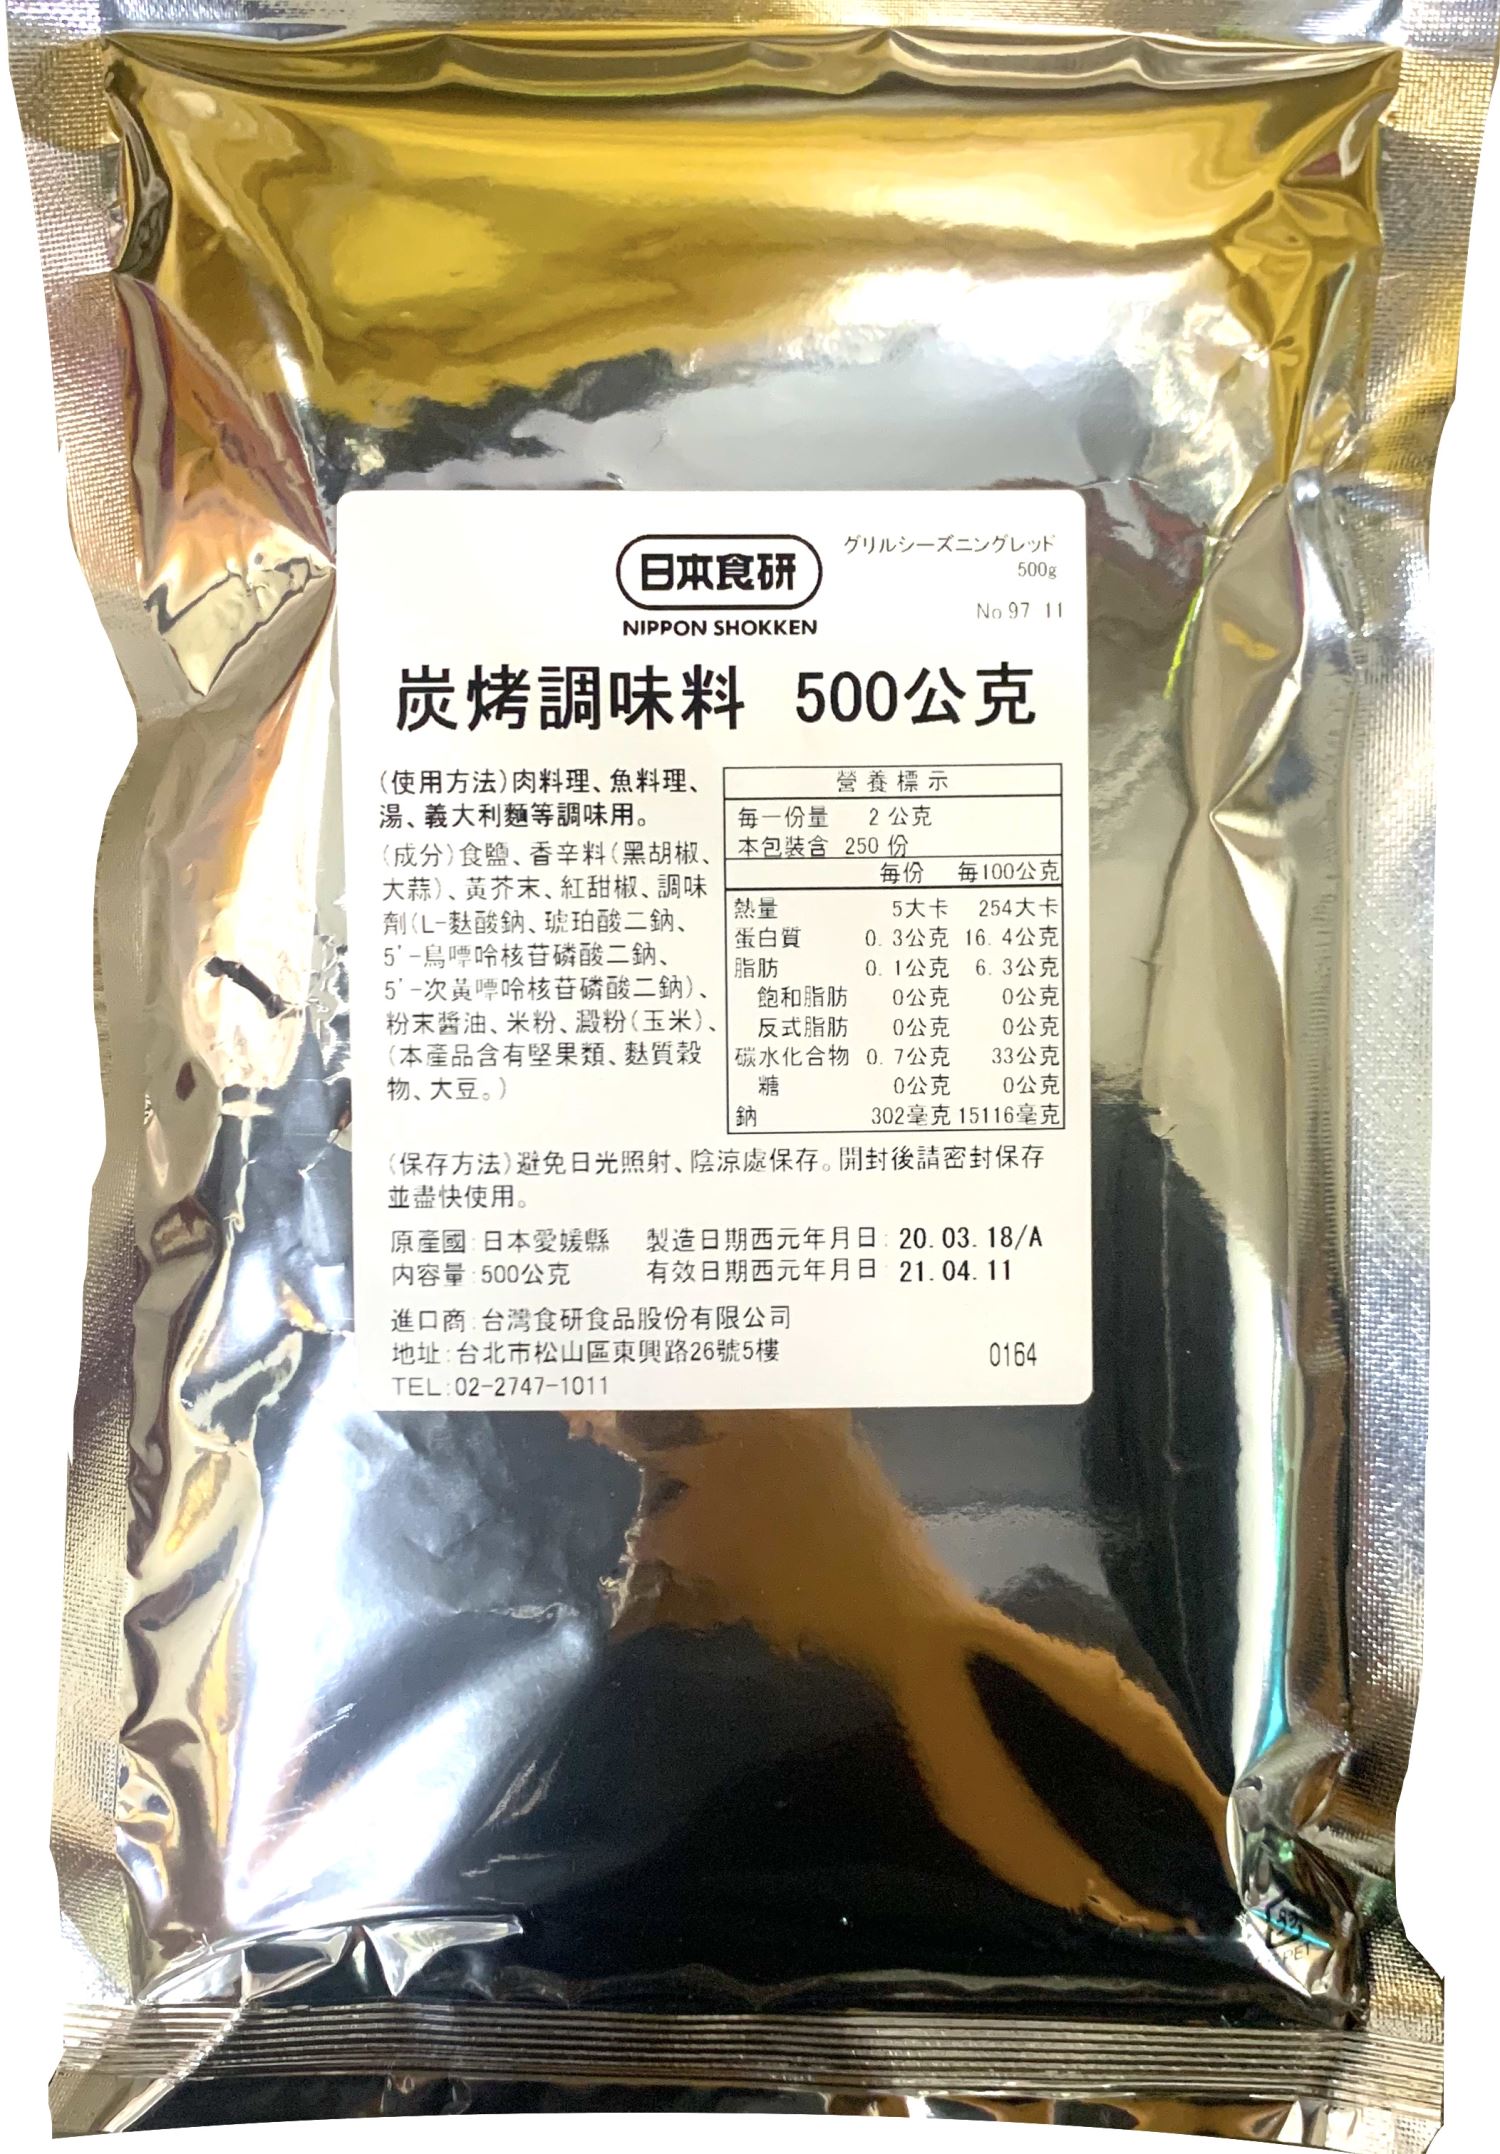 日本食研
NIPPON SHOKKEN
グリルシーズニングレッド
500g
No.97 11
炭烤調味料 500公克
(使用方法)肉料理、魚料理、
湯、義大利麵等調味用。
(成分)食鹽、香辛料(黑胡椒、
大蒜)、黃芥末、紅甜椒、調味
劑(L-麩酸鈉、琥珀酸二鈉、
5'-鳥嘌呤核苷磷酸二鈉、
5'-次黃嘌呤核苷磷酸二鈉)、
粉末醬油、米粉、澱粉(玉米)、
(本產品含有堅果類、麩質穀
物、大豆。)
營養標示
每一份量 2 公克
本包裝含 250 份
每份 每100公克
熱量 5大卡 254大卡
蛋白質 0.3公克 16.4公克
脂肪 0.1公克 6.3公克
飽和脂肪 0公克 0公克
反式脂肪 0公克 0公克
碳水化合物 0.7公克 33公克
糖 0公克 0公克
鈉 302毫克 15116毫克
(保存方法)避免日光照射、陰涼處保存。開封後請密封保存
並盡快使用。
原產國:日本愛媛縣 製造日期西元年月日:20.03.18/A
內容量:500公克 有效日期西元年月日:21.04.11
進口商:台灣食研食品股份有限公司
地址:台北市松山區東興路26號5樓 0164
TEL:02-2747-1011
PET